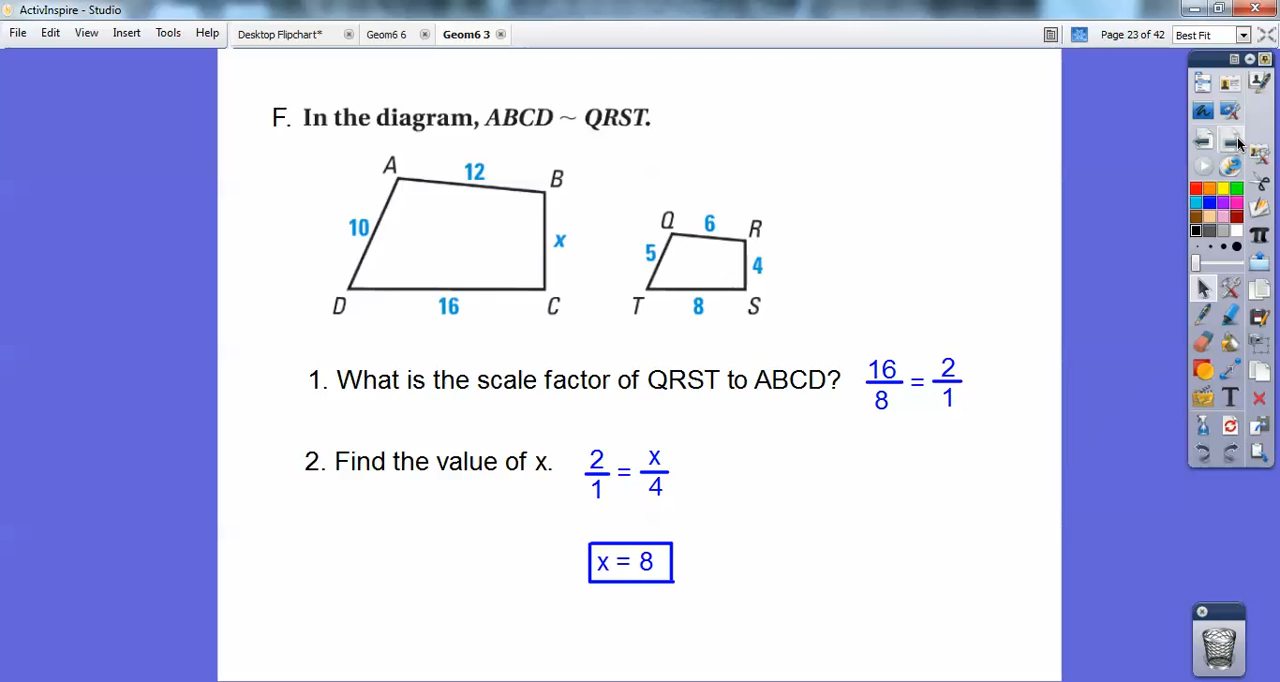 ActivInspire - Studio
File Edit View Insert Tools Help Desktop Flipchart* Geom6 6 Geom6 3 Page 23 of 42 Best Fit
F. In the diagram, ABCD ~ QRST.
A 12 B
10 x
D 16 C
Q 6 R
5 4
T 8 S
1. What is the scale factor of QRST to ABCD? 16/8 = 2/1
2. Find the value of x. 2/1 = x/4
x = 8